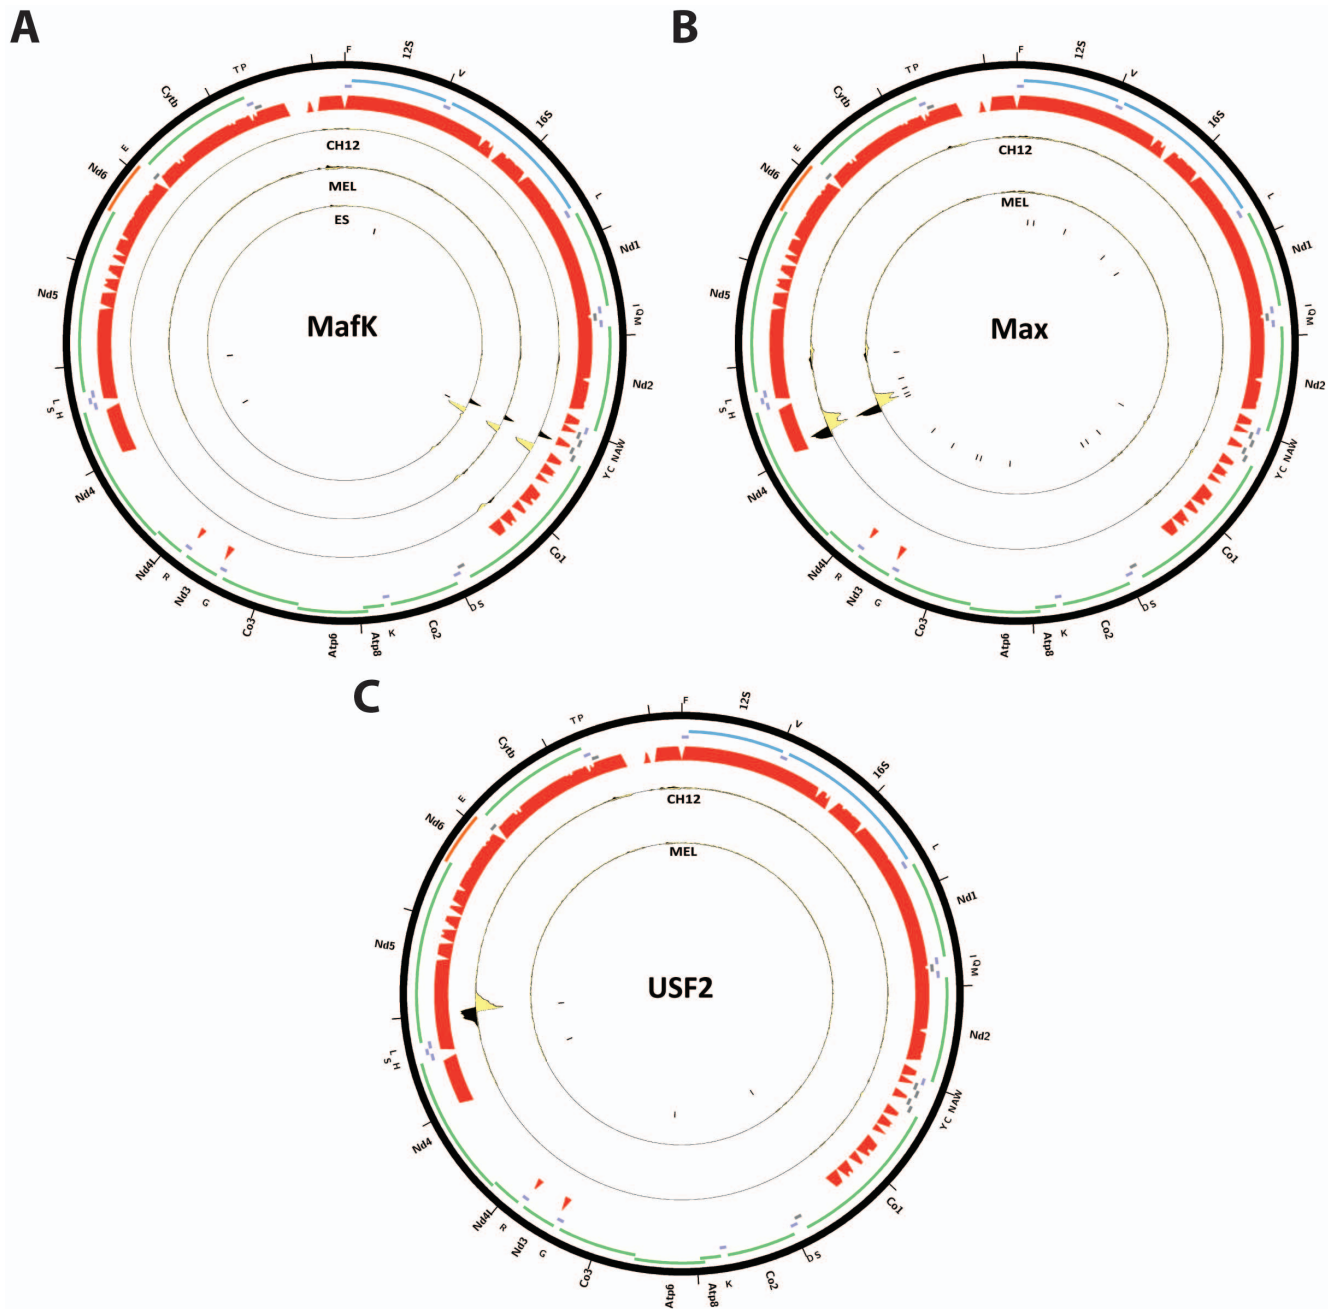 A
F
12S
V
16S
L
Nd1
I
Q
M
Nd2
W
A
N
C
Y
Co1
S
D
Co2
K
Atp8
Atp6
Co3
G
Nd3
R
Nd4L
Nd4
H
S
L
Nd5
Nd6
E
Cytb
TP
CH12
MEL
ES
MafK
B
F
12S
V
16S
L
Nd1
I
Q
M
Nd2
W
A
N
C
Y
Co1
S
D
Co2
K
Atp8
Atp6
Co3
G
Nd3
R
Nd4L
Nd4
H
S
L
Nd5
Nd6
E
Cytb
TP
CH12
MEL
Max
C
F
12S
V
16S
L
Nd1
I
Q
M
Nd2
W
A
N
C
Y
Co1
S
D
Co2
K
Atp8
Atp6
Co3
G
Nd3
R
Nd4L
Nd4
H
S
L
Nd5
Nd6
E
Cytb
TP
CH12
MEL
USF2